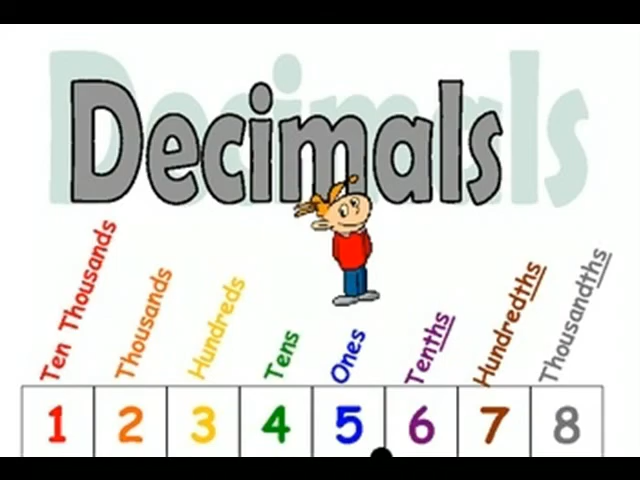 Decimals
Ten Thousands
Thousands
Hundreds
Tens
Ones
Tenths
Hundredths
Thousandths
1 2 3 4 5 6 7 8